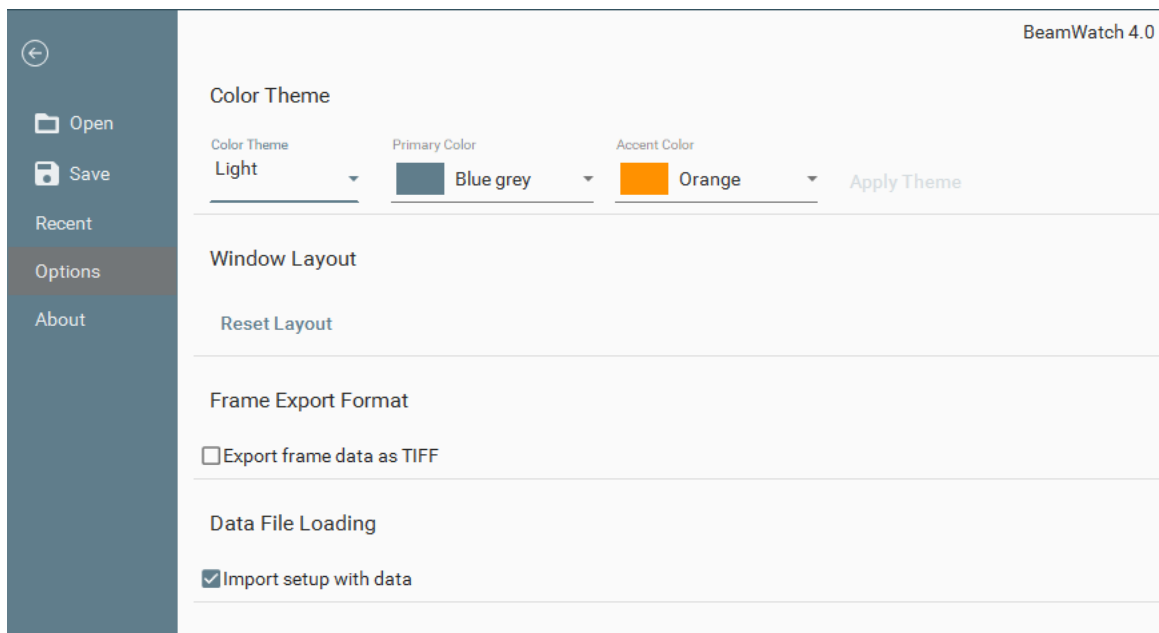 BeamWatch 4.0
Open
Save
Recent
Options
About
Color Theme
Color Theme
Light
Primary Color
Blue grey
Accent Color
Orange
Apply Theme
Window Layout
Reset Layout
Frame Export Format
Export frame data as TIFF
Data File Loading
Import setup with data